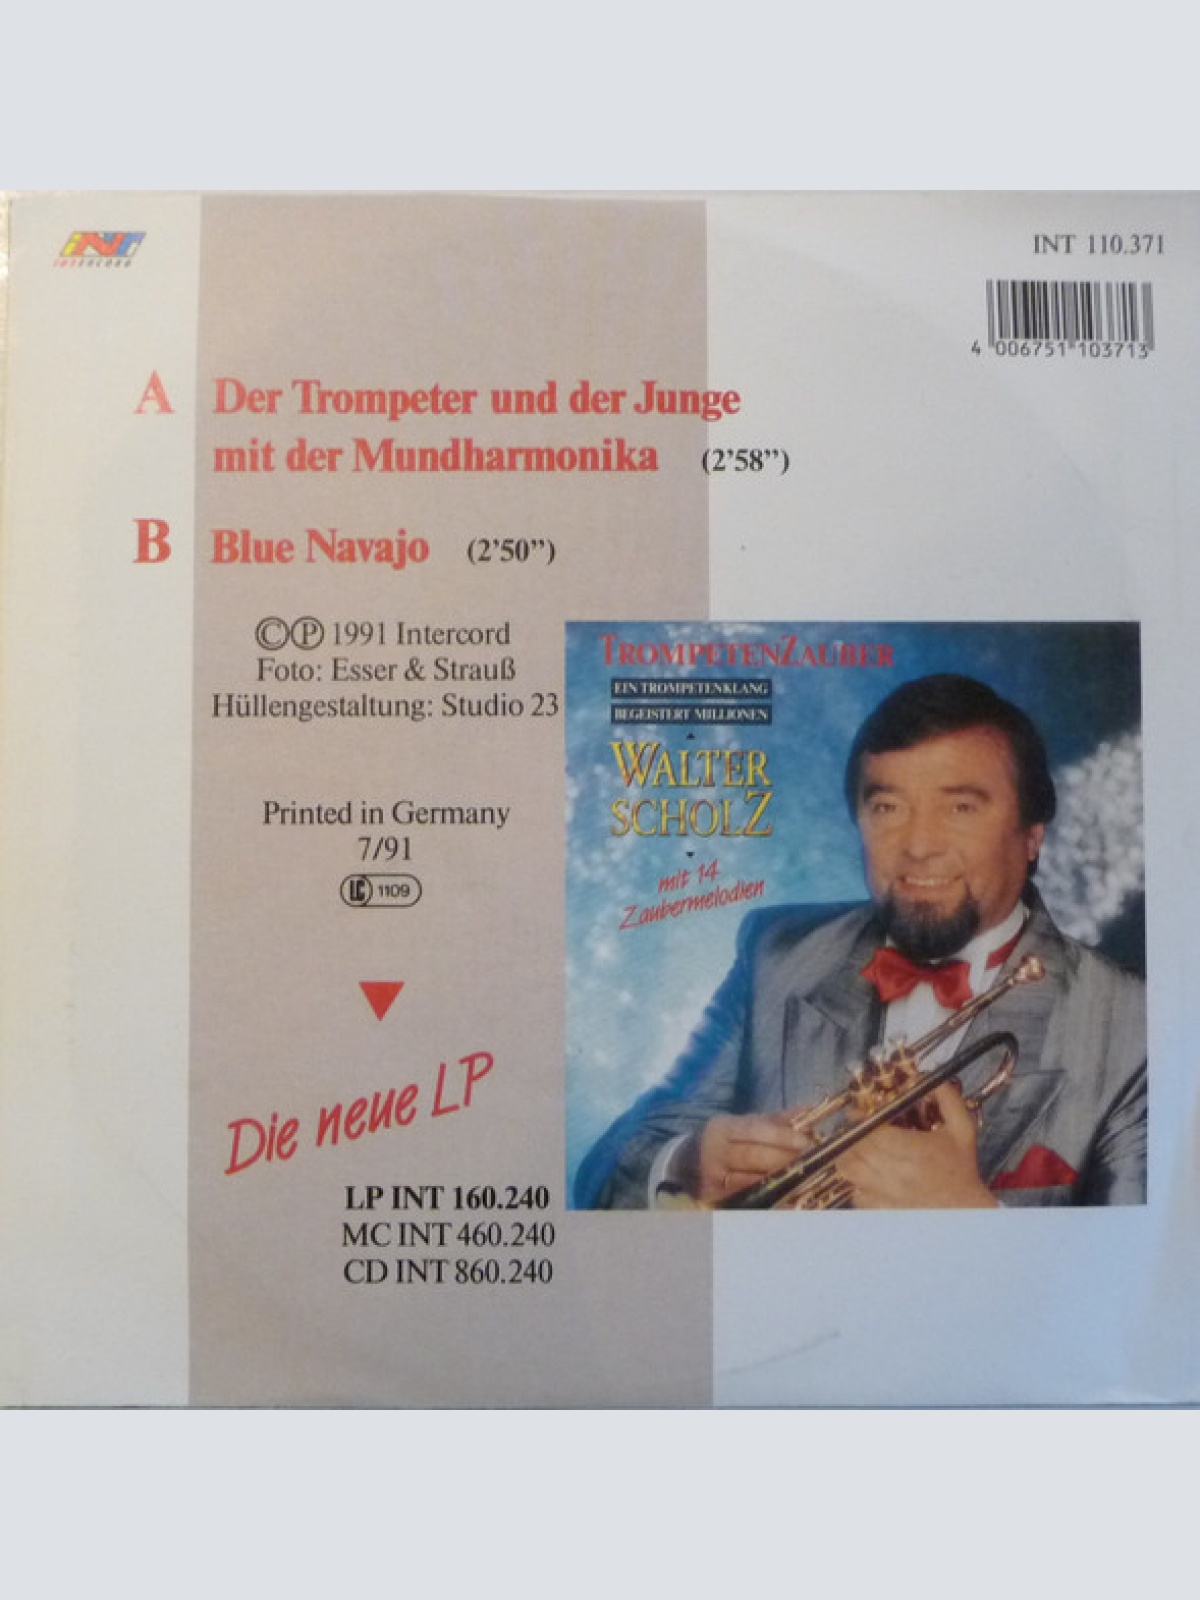 INT
INTERCORD
INT 110.371
4 006751 103713
A Der Trompeter und der Junge
mit der Mundharmonika (2'58")
B Blue Navajo (2'50")
©℗ 1991 Intercord
Foto: Esser & Strauß
Hüllengestaltung: Studio 23
Printed in Germany
7/91
LC 1109
Die neue LP
LP INT 160.240
MC INT 460.240
CD INT 860.240
TROMPETENZAUBER
EIN TROMPETENKLANG
BEGEISTERT MILLIONEN
WALTER
SCHOLZ
mit 14
Zaubermelodien